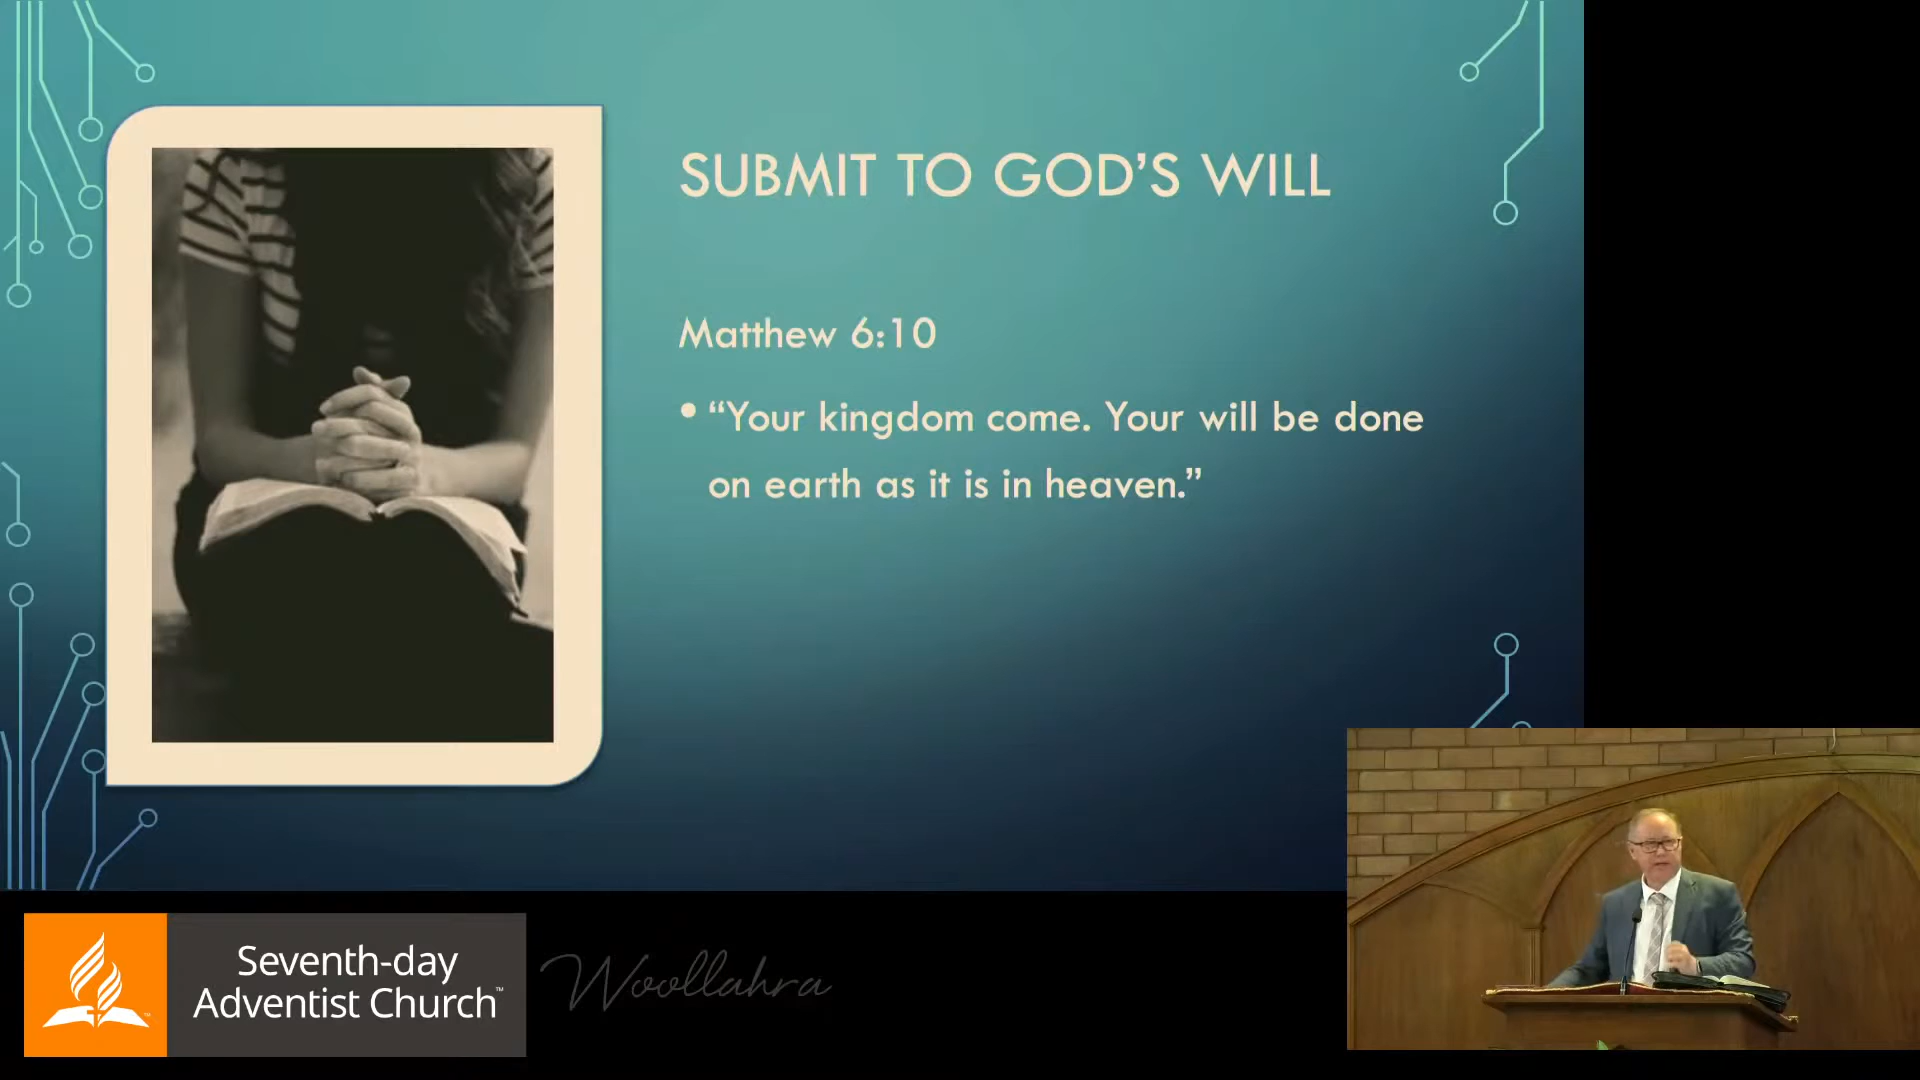 SUBMIT TO GOD’S WILL
Matthew 6:10
• “Your kingdom come. Your will be done
on earth as it is in heaven.”
Seventh-day
Adventist Church™
Woollahra